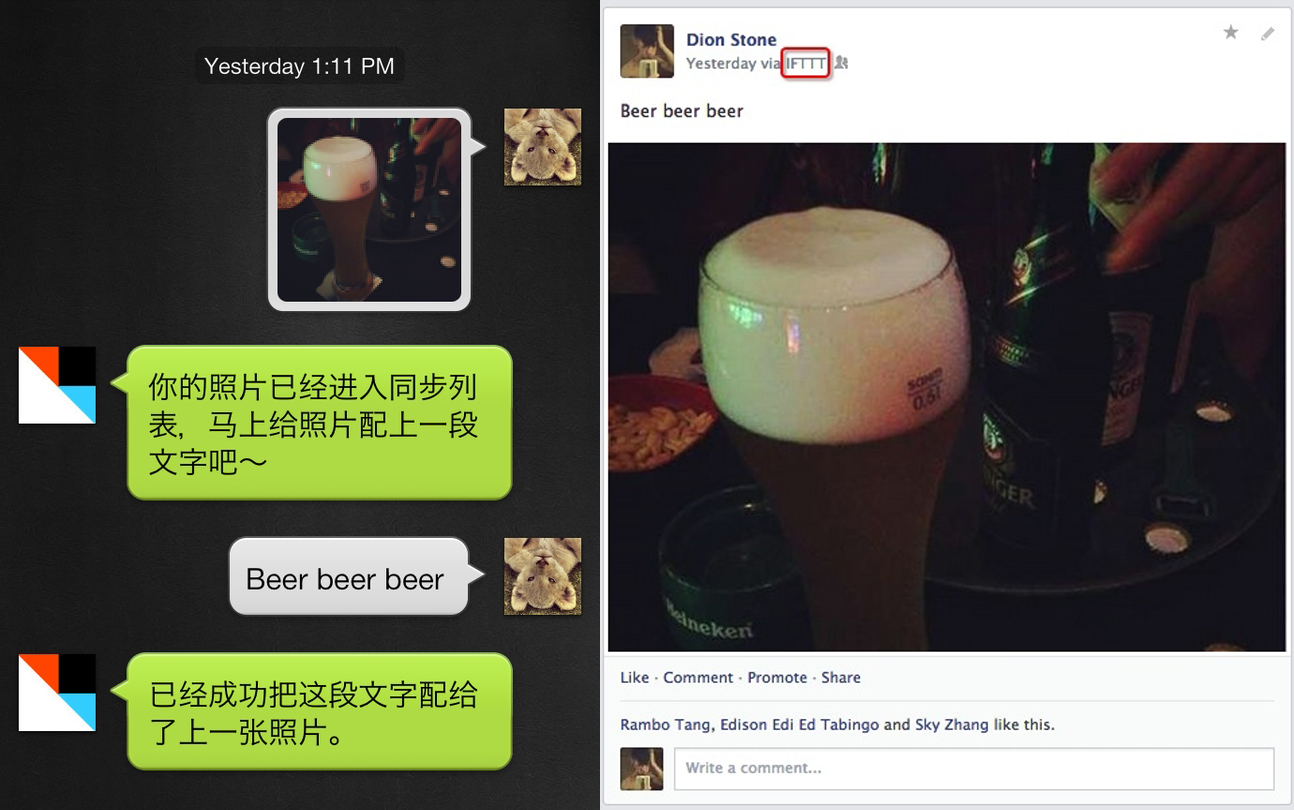 Yesterday 1:11 PM
你的照片已经进入同步列
表，马上给照片配上一段
文字吧～
Beer beer beer
已经成功把这段文字配给
了上一张照片。
Dion Stone
Yesterday via IFTTT
Beer beer beer
SAHM
0,5l
NGER
NGER
Heineken
Like · Comment · Promote · Share
Rambo Tang, Edison Edi Ed Tabingo and Sky Zhang like this.
Write a comment...